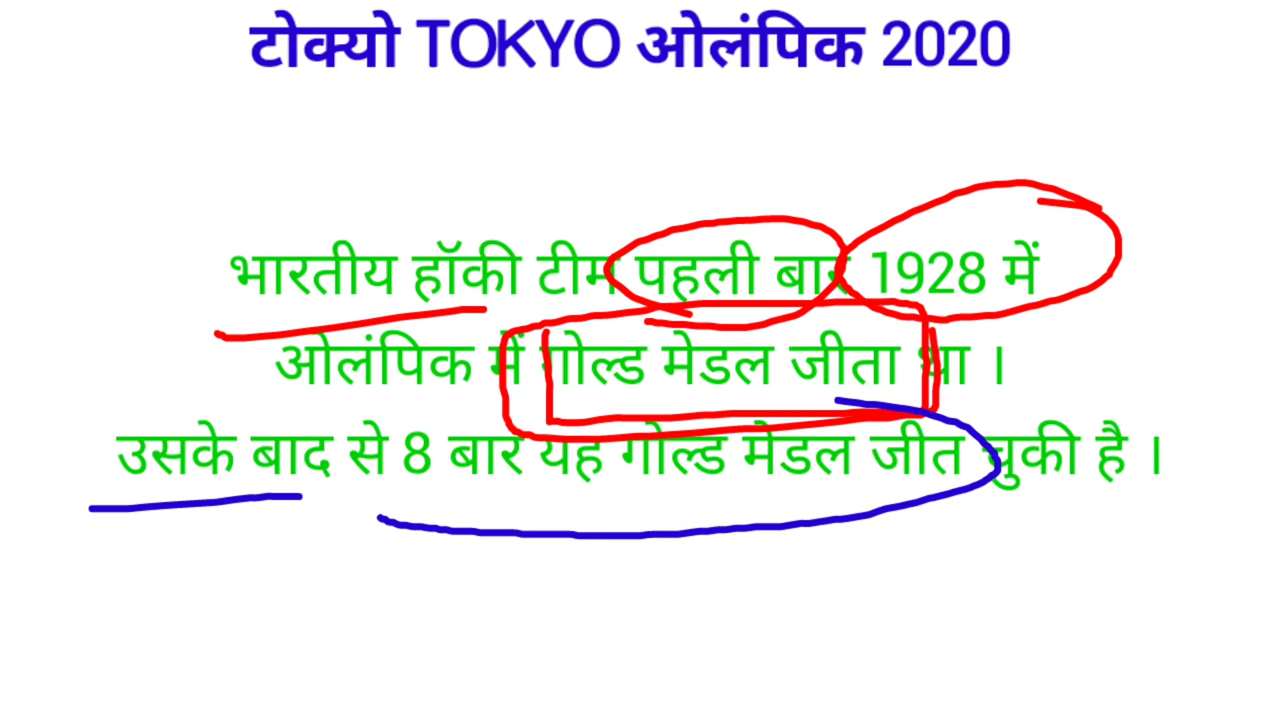 टोक्यो TOKYO ओलंपिक 2020
भारतीय हॉकी टीम पहली बार 1928 में
ओलंपिक में गोल्ड मेडल जीता था ।
उसके बाद से 8 बार यह गोल्ड मेडल जीत चुकी है ।